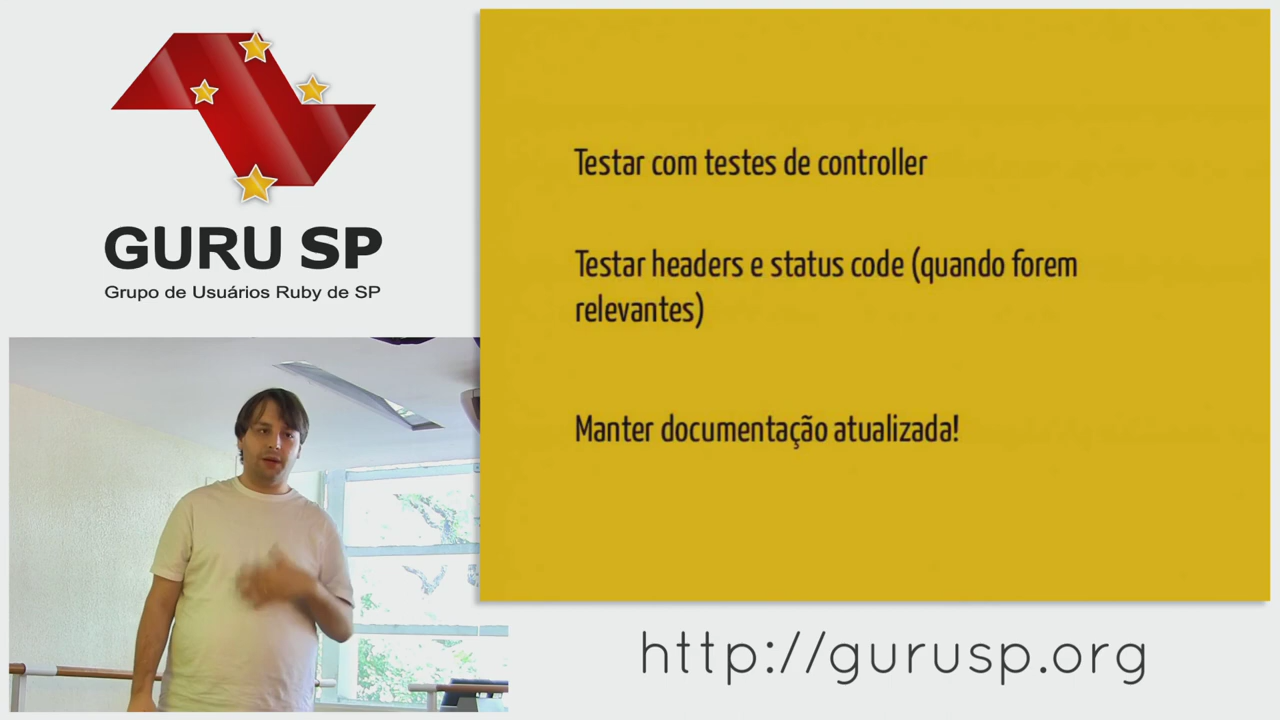 GURU SP
Grupo de Usuários Ruby de SP
Testar com testes de controller
Testar headers e status code (quando forem
relevantes)
Manter documentação atualizada!
http://gurusp.org